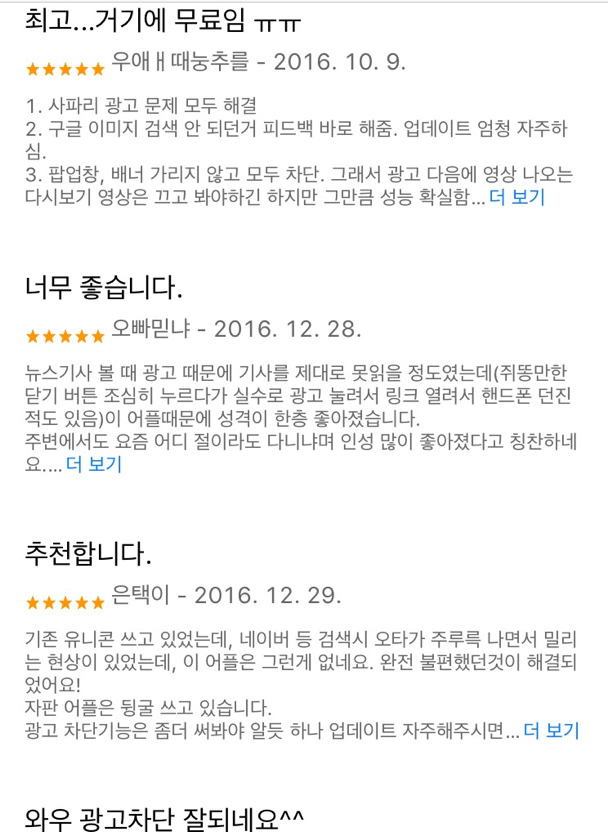 최고...거기에 무료임 ㅠㅠ
★★★★★ 우애ㅐ때눙추를 - 2016. 10. 9.
1. 사파리 광고 문제 모두 해결
2. 구글 이미지 검색 안 되던거 피드백 바로 해줌. 업데이트 엄청 자주하
심.
3. 팝업창, 배너 가리지 않고 모두 차단. 그래서 광고 다음에 영상 나오는
다시보기 영상은 끄고 봐야하긴 하지만 그만큼 성능 확실함...더 보기
너무 좋습니다.
★★★★★ 오빠믿냐 - 2016. 12. 28.
뉴스기사 볼 때 광고 때문에 기사를 제대로 못읽을 정도였는데(쥐똥만한
닫기 버튼 조심히 누르다가 실수로 광고 눌려서 링크 열려서 핸드폰 던진
적도 있음)이 어플때문에 성격이 한층 좋아졌습니다.
주변에서도 요즘 어디 절이라도 다니냐며 인성 많이 좋아졌다고 칭찬하네
요....더 보기
추천합니다.
★★★★★ 은택이 - 2016. 12. 29.
기존 유니콘 쓰고 있었는데, 네이버 등 검색시 오타가 주루륵 나면서 밀리
는 현상이 있었는데, 이 어플은 그런게 없네요. 완전 불편했던것이 해결되
었어요!
자판 어플은 뒹굴 쓰고 있습니다.
광고 차단기능은 좀더 써봐야 알듯 하나 업데이트 자주해주시면...더 보기
와우 광고차단 잘되네요^^